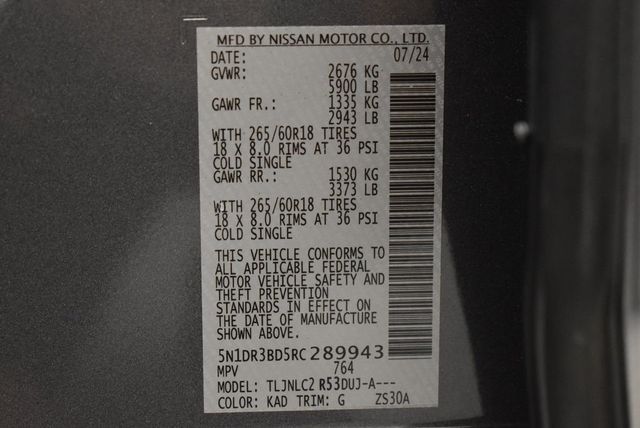 MFD BY NISSAN MOTOR CO., LTD.
DATE: 07/24
GVWR: 2676 KG
5900 LB
GAWR FR.: 1335 KG
2943 LB
WITH 265/60R18 TIRES
18 X 8.0 RIMS AT 36 PSI
COLD SINGLE
GAWR RR.: 1530 KG
3373 LB
WITH 265/60R18 TIRES
18 X 8.0 RIMS AT 36 PSI
COLD SINGLE
THIS VEHICLE CONFORMS TO
ALL APPLICABLE FEDERAL
MOTOR VEHICLE SAFETY AND
THEFT PREVENTION
STANDARDS IN EFFECT ON
THE DATE OF MANUFACTURE
SHOWN ABOVE.
5N1DR3BD5RC289943
MPV 764
MODEL: TLJNLC2 R53DUJ-A---
COLOR: KAD TRIM: G ZS30A